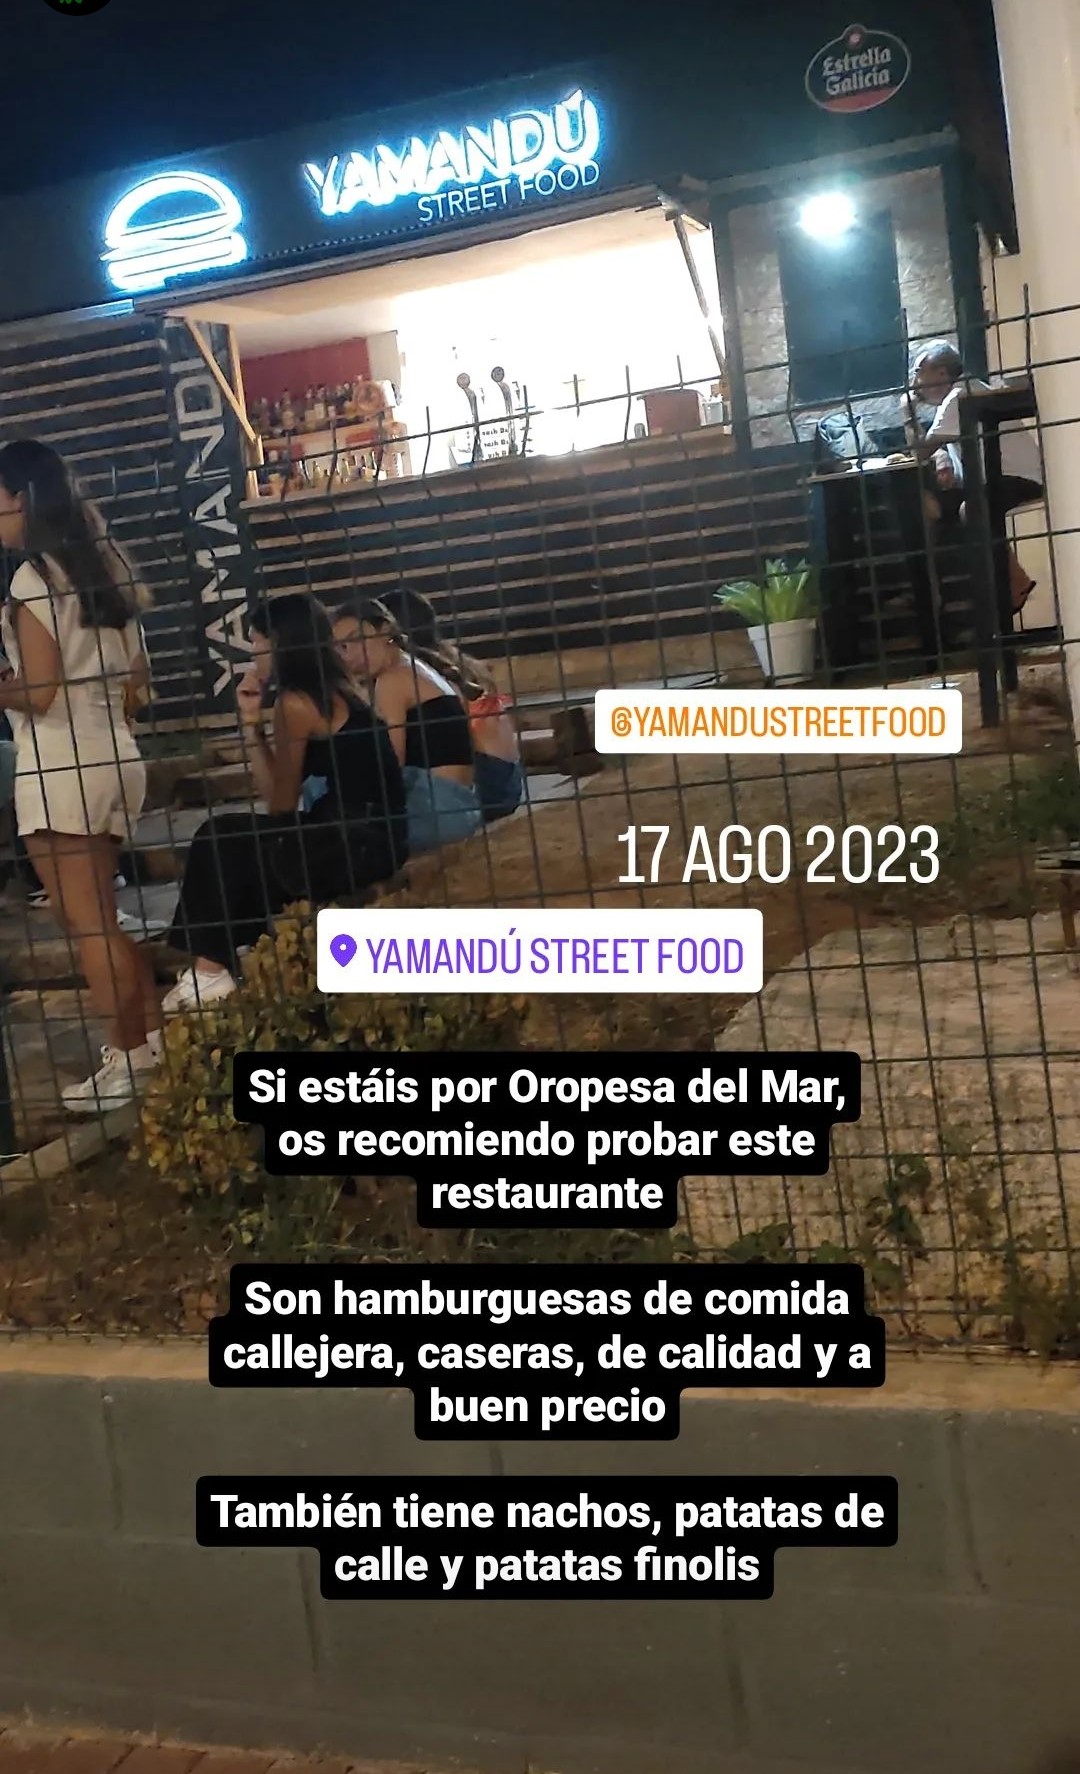 Estrella
Galicia
YAMANDÚ
STREET FOOD
YAMANDÚ
@YAMANDUSTREETFOOD
17 AGO 2023
YAMANDÚ STREET FOOD
Si estáis por Oropesa del Mar,
os recomiendo probar este
restaurante
Son hamburguesas de comida
callejera, caseras, de calidad y a
buen precio
También tiene nachos, patatas de
calle y patatas finolis